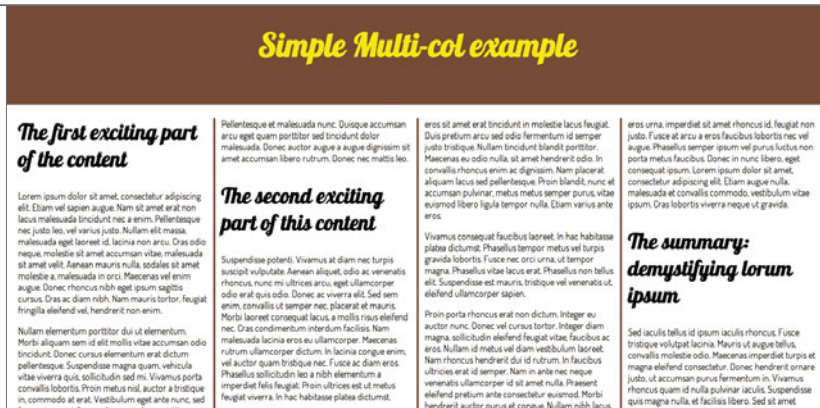 Simple Multi-col example
The first exciting part
of the content
Lorem ipsum dolor sit amet, consectetur adipiscing
elit. Etiam vel sapien augue. Nam sit amet erat non
lacus malesuada tincidunt nec a enim. Pellentesque
nec justo leo, vel varius justo. Nullam elit massa,
malesuada eget laoreet id, lacinia non arcu. Cras odio
neque, molestie sit amet accumsan vitae, malesuada
sit amet velit. Aenean mauris nulla, sodales sit amet
molestie a, malesuada in orci. Maecenas vel enim
augue. Donec rhoncus nibh eget ipsum sagittis
cursus. Cras ac diam nibh. Nam mauris tortor, feugiat
fringilla eleifend vel, hendrerit non enim.
Nullam elementum porttitor dui ut elementum.
Morbi aliquam sem id elit mollis vitae accumsan odio
tincidunt. Donec cursus elementum erat dictum
pellentesque. Suspendisse magna quam, vehicula
vitae viverra quis, sollicitudin sed mi. Vivamus porta
convallis lobortis. Proin metus nisl, auctor a tristique
in, commodo at erat. Vestibulum eget ante nunc, sed
Pellentesque et malesuada nunc. Quisque accumsan
arcu eget quam porttitor sed tincidunt dolor
malesuada. Donec auctor augue a augue dignissim sit
amet accumsan libero rutrum. Donec nec mattis leo.
The second exciting
part of this content
Suspendisse potenti. Vivamus at diam nec turpis
suscipit vulputate. Aenean aliquet, odio ac venenatis
rhoncus, nunc mi ultrices arcu, eget ullamcorper
odio erat quis odio. Donec ac viverra elit. Sed sem
enim, convallis ut semper nec, placerat et mauris.
Morbi laoreet consequat lacus, a mollis risus eleifend
nec. Cras condimentum interdum facilisis. Nam
malesuada lacinia eros eu ullamcorper. Maecenas
rutrum ullamcorper dictum. In lacinia congue enim,
vel auctor quam tristique nec. Fusce ac diam eros.
Phasellus sollicitudin leo a nibh elementum a
imperdiet felis feugiat. Proin ultrices est ut metus
feugiat viverra. In hac habitasse platea dictumst.
eros sit amet erat tincidunt in molestie lacus feugiat.
Duis pretium arcu sed odio fermentum id semper
justo tristique. Nullam tincidunt blandit porttitor.
Maecenas eu odio nulla, sit amet hendrerit odio. In
convallis rhoncus enim ac dignissim. Nam placerat
aliquam lacus sed pellentesque. Proin blandit, nunc et
accumsan pulvinar, metus metus semper purus, vitae
euismod libero ligula tempor nulla. Etiam varius ante
eros.
Vivamus consequat faucibus laoreet. In hac habitasse
platea dictumst. Phasellus tempor metus vel turpis
gravida lobortis. Fusce nec orci urna, ut tempor
magna. Phasellus vitae lacus erat. Phasellus non tellus
elit. Suspendisse est mauris, tristique vel venenatis ut,
eleifend ullamcorper sapien.
Proin porta rhoncus erat non dictum. Integer eu
auctor nunc. Donec vel cursus tortor. Integer diam
magna, sollicitudin eleifend feugiat vitae, faucibus ac
eros. Nullam id metus vel diam vestibulum laoreet.
Nam rhoncus hendrerit dui id rutrum. In faucibus
ultricies erat id semper. Nam in ante nec neque
venenatis ullamcorper id sit amet nulla. Praesent
eleifend pretium ante consectetur euismod. Morbi
hendrerit auctor purus et congue. Nullam nibh lacus,
eros urna, imperdiet sit amet rhoncus id, feugiat non
justo. Fusce at arcu a eros faucibus lobortis nec vel
augue. Phasellus semper ipsum vel purus luctus non
porta metus faucibus. Donec in nunc libero, eget
consequat ipsum. Lorem ipsum dolor sit amet,
consectetur adipiscing elit. Etiam augue nulla,
malesuada et convallis commodo, vestibulum vitae
ipsum. Cras lobortis viverra neque ut gravida.
The summary:
demystifying lorum
ipsum
Sed iaculis tellus id ipsum iaculis rhoncus. Fusce
tristique volutpat lacinia. Mauris ut augue tellus,
convallis molestie odio. Maecenas imperdiet turpis et
magna eleifend consectetur. Donec hendrerit ornare
justo, ut accumsan purus fermentum in. Vivamus
rhoncus quam id nulla pulvinar iaculis. Suspendisse
quis magna nulla, et facilisis libero. Sed sit amet